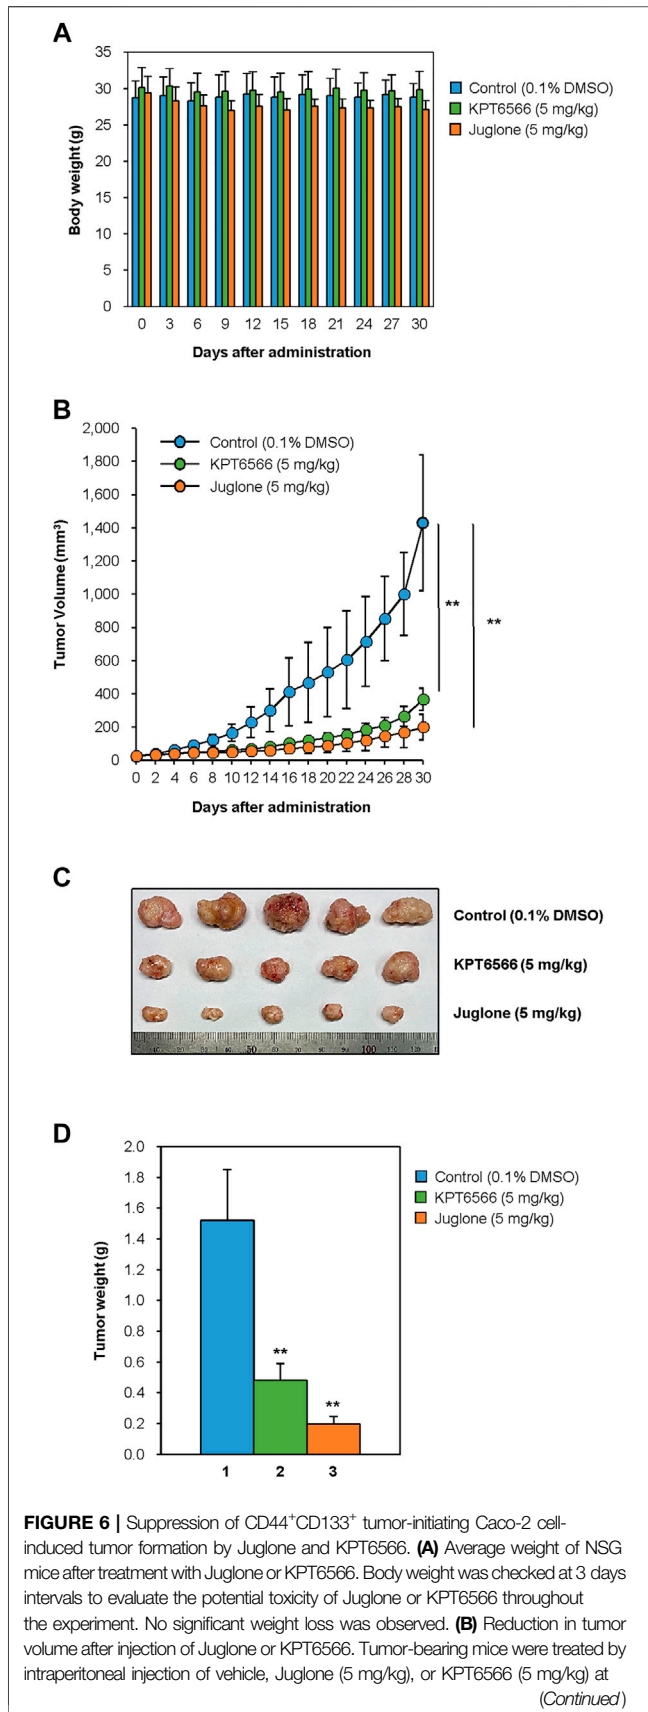 A
35
30
25
20
15
10
5
0
Body weight (g)
Control (0.1% DMSO)
KPT6566 (5 mg/kg)
Juglone (5 mg/kg)
0 3 6 9 12 15 18 21 24 27 30
Days after administration
B
2,000
1,800
1,600
1,400
1,200
1,000
800
600
400
200
0
Tumor Volume (mm³)
Control (0.1% DMSO)
KPT6566 (5 mg/kg)
Juglone (5 mg/kg)
**
**
0 2 4 6 8 10 12 14 16 18 20 22 24 26 28 30
Days after administration
C
Control (0.1% DMSO)
KPT6566 (5 mg/kg)
Juglone (5 mg/kg)
50 100
D
2.0
1.8
1.6
1.4
1.2
1.0
0.8
0.6
0.4
0.2
0.0
Tumor weight (g)
Control (0.1% DMSO)
KPT6566 (5 mg/kg)
Juglone (5 mg/kg)
**
**
1 2 3
FIGURE 6 | Suppression of CD44⁺CD133⁺ tumor-initiating Caco-2 cell-
induced tumor formation by Juglone and KPT6566. (A) Average weight of NSG
mice after treatment with Juglone or KPT6566. Body weight was checked at 3 days
intervals to evaluate the potential toxicity of Juglone or KPT6566 throughout
the experiment. No significant weight loss was observed. (B) Reduction in tumor
volume after injection of Juglone or KPT6566. Tumor-bearing mice were treated by
intraperitoneal injection of vehicle, Juglone (5 mg/kg), or KPT6566 (5 mg/kg) at
(Continued)